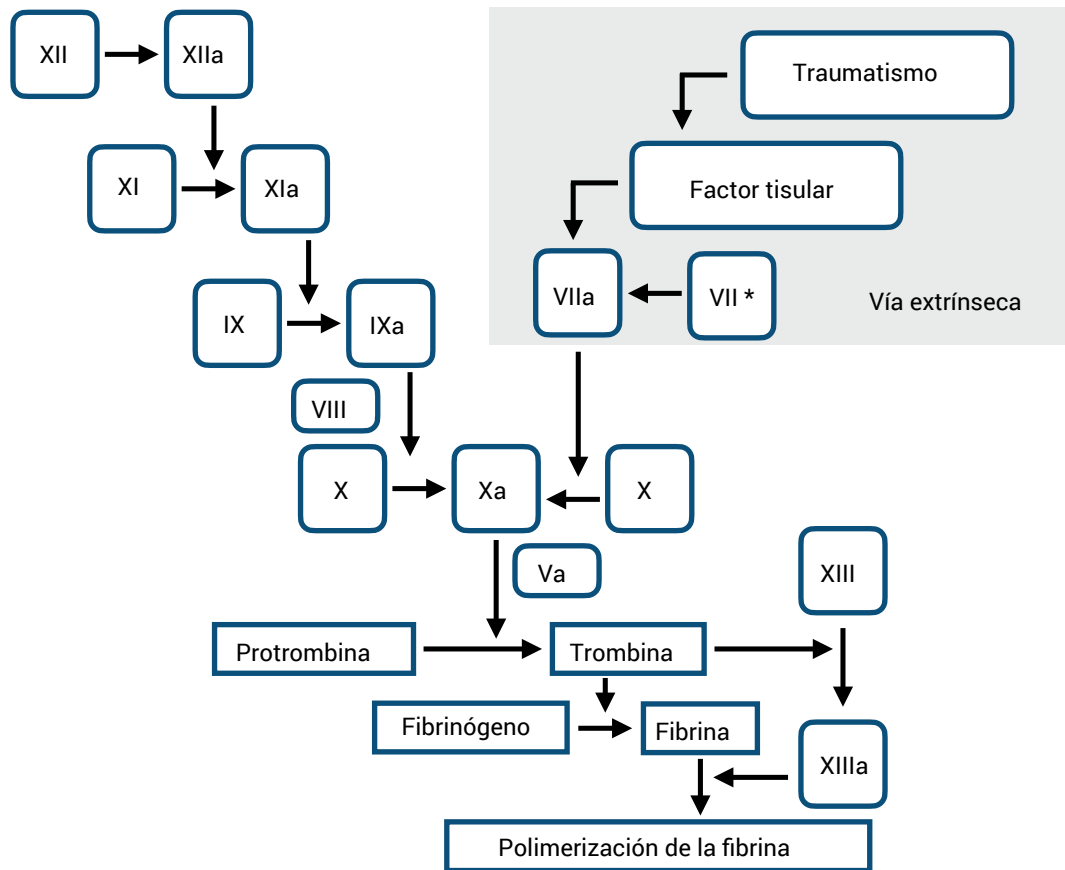 XII
XIIa
Traumatismo
XI
XIa
Factor tisular
VIIa
VII *
Vía extrínseca
IX
IXa
VIII
X
Xa
X
Va
XIII
Protrombina
Trombina
Fibrinógeno
Fibrina
XIIIa
Polimerización de la fibrina